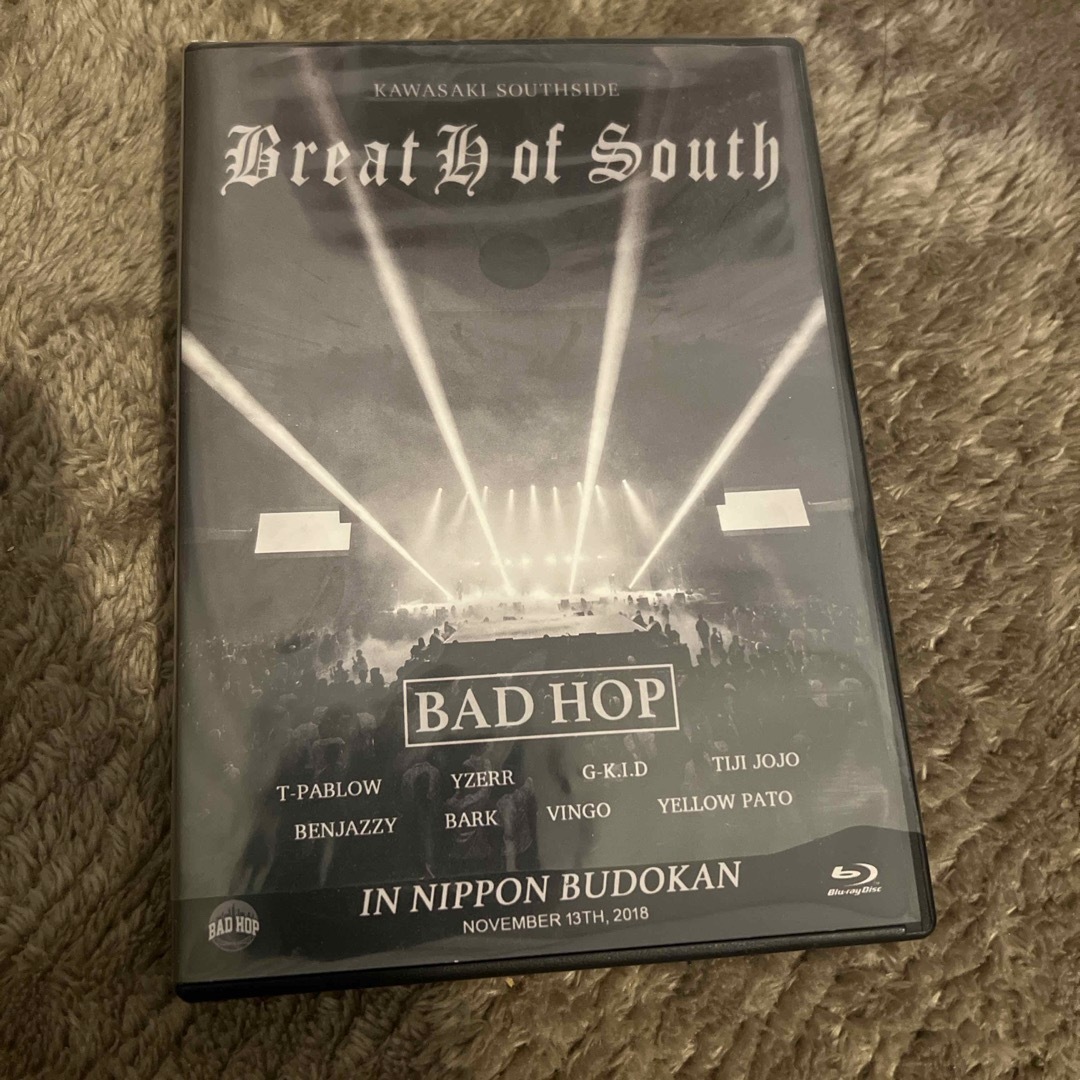 KAWASAKI SOUTHSIDE
BreatH of South
BAD HOP
T-PABLOW YZERR G-K.I.D TIJI JOJO
BENJAZZY BARK VINGO YELLOW PATO
IN NIPPON BUDOKAN
NOVEMBER 13TH, 2018
BAD HOP
Blu-ray Disc